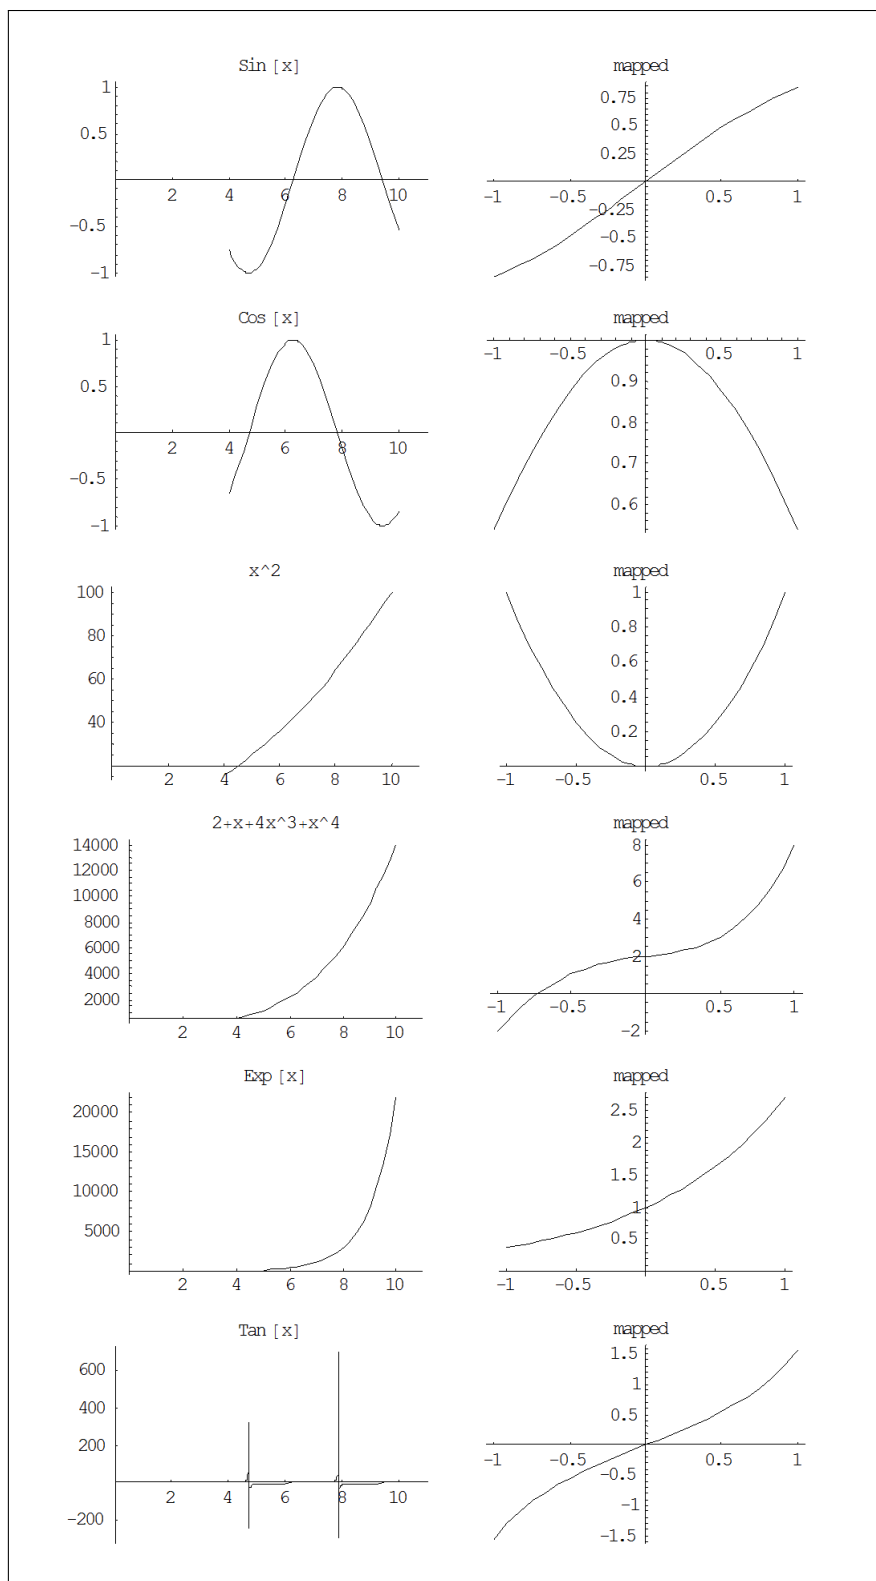 Sin [x]
1
0.5
2 4 6 8 10
-0.5
-1
mapped
0.75
0.5
0.25
-1 -0.5 0.5 1
-0.25
-0.5
-0.75
Cos [x]
1
0.5
2 4 6 8 10
-0.5
-1
mapped
-1 -0.5 0.5 1
0.9
0.8
0.7
0.6
x^2
100
80
60
40
2 4 6 8 10
mapped
1
0.8
0.6
0.4
0.2
-1 -0.5 0.5 1
2+x+4x^3+x^4
14000
12000
10000
8000
6000
4000
2000
2 4 6 8 10
mapped
8
6
4
2
-1 -0.5 0.5 1
-2
Exp [x]
20000
15000
10000
5000
2 4 6 8 10
mapped
2.5
2
1.5
1
0.5
-1 -0.5 0.5 1
Tan [x]
600
400
200
2 4 6 8 10
-200
mapped
1.5
1
0.5
-1 -0.5 0.5 1
-0.5
-1
-1.5